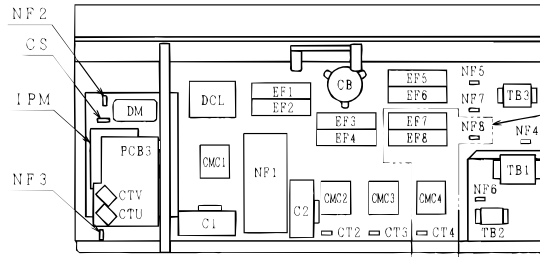 NF2
CS
IPM
NF3
DM
PCB3
CTV
CTU
DCL
CMC1
C1
EF1
EF2
NF1
C2
CB
EF3
EF4
CMC2
CT2
EF5
EF6
EF7
EF8
CMC3
CMC4
CT3
CT4
NF5
NF7
NF8
TB3
NF4
TB1
NF6
TB2